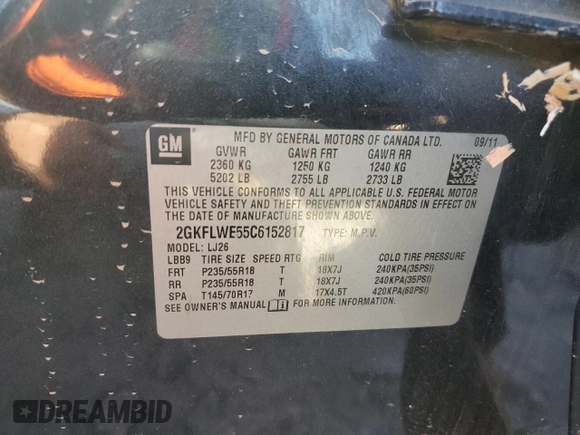 GM
MFD BY GENERAL MOTORS OF CANADA LTD. 09/11
GVWR GAWR FRT GAWR RR
2360 KG 1250 KG 1240 KG
5202 LB 2755 LB 2733 LB
THIS VEHICLE CONFORMS TO ALL APPLICABLE U.S. FEDERAL MOTOR
VEHICLE SAFETY AND THEFT PREVENTION STANDARDS IN EFFECT ON
THE DATE OF MANUFACTURE SHOWN ABOVE.
2GKFLWE55C6152817 TYPE: M.P.V.
MODEL: LJ26
LBB9 TIRE SIZE SPEED RTG RIM COLD TIRE PRESSURE
FRT P235/55R18 T 18X7J 240KPA(35PSI)
RR P235/55R18 T 18X7J 240KPA(35PSI)
SPA T145/70R17 M 17X4.5T 420KPA(60PSI)
SEE OWNER'S MANUAL FOR MORE INFORMATION.
DREAMBID